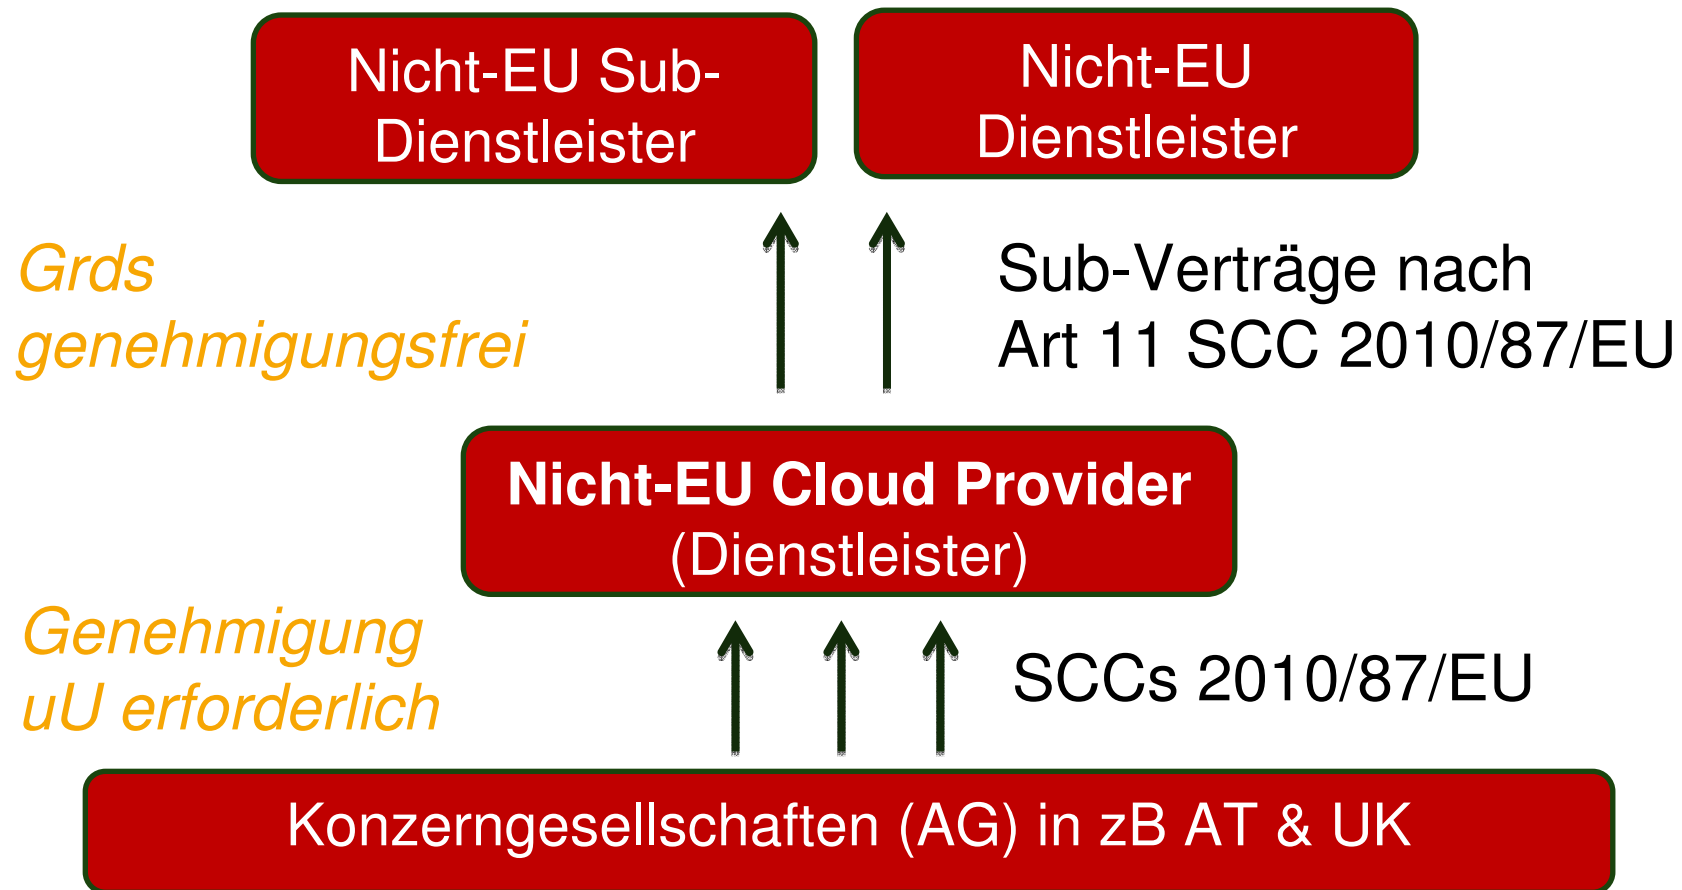 Nicht-EU Sub-
Dienstleister
Nicht-EU
Dienstleister
Grds
genehmigungsfrei
Sub-Verträge nach
Art 11 SCC 2010/87/EU
Nicht-EU Cloud Provider
(Dienstleister)
Genehmigung
uU erforderlich
SCCs 2010/87/EU
Konzerngesellschaften (AG) in zB AT & UK